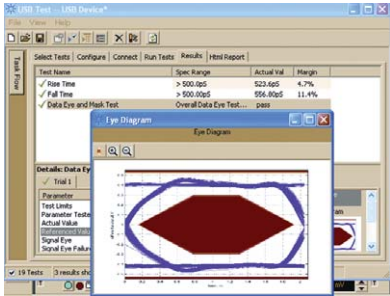 USB Test -- USB Device*
File View Help
Task Flow
Select Tests Configure Connect Run Tests Results Html Report
Test Name Spec Range Actual Val Margin
Rise Time > 500.0pS 523.6pS 4.7%
Fall Time > 500.00pS 556.80pS 11.4%
Data Eye and Mask Test Overall Data Eye Test... pass
Eye Diagram
Eye Diagram
Details: Data Ey
Trial 1
Parameter
Test Limits
Parameter Teste
Actual Value
Referenced Valu
Signal Eye
Signal Eye Failure
19 Tests 3 results sho
mV